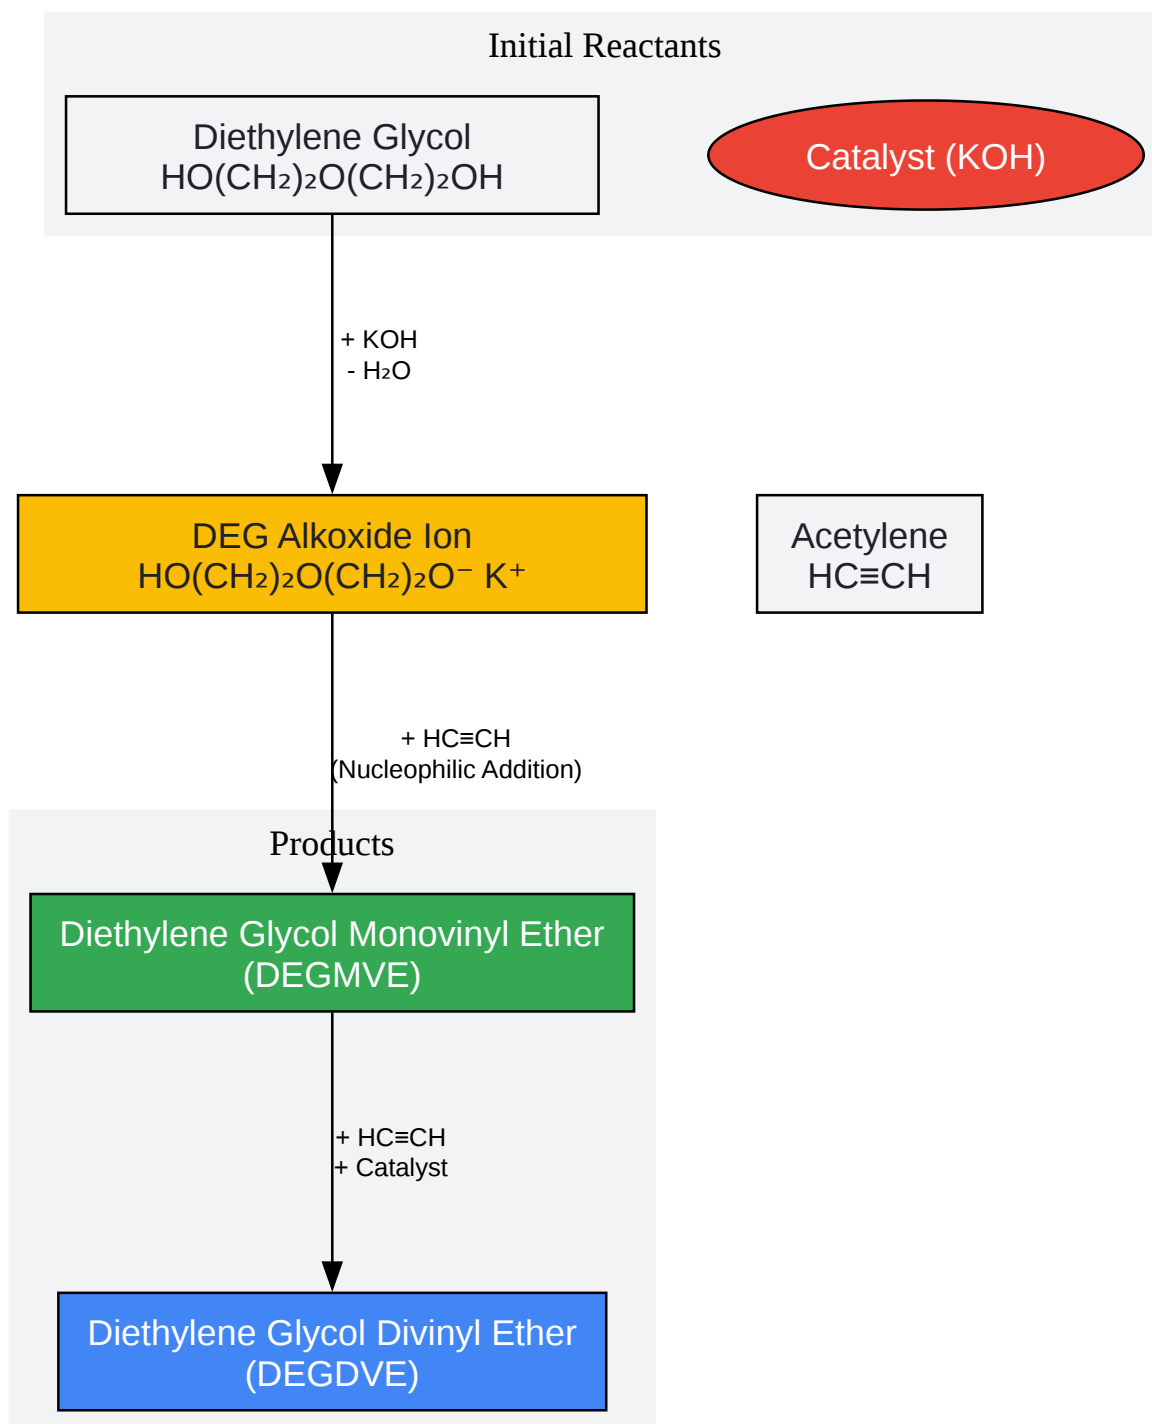 Initial Reactants
Diethylene Glycol
HO(CH₂)₂O(CH₂)₂OH
Catalyst (KOH)
+ KOH
- H₂O
DEG Alkoxide Ion
HO(CH₂)₂O(CH₂)₂O⁻ K⁺
Acetylene
HC≡CH
+ HC≡CH
(Nucleophilic Addition)
Products
Diethylene Glycol Monovinyl Ether
(DEGMVE)
+ HC≡CH
+ Catalyst
Diethylene Glycol Divinyl Ether
(DEGDVE)